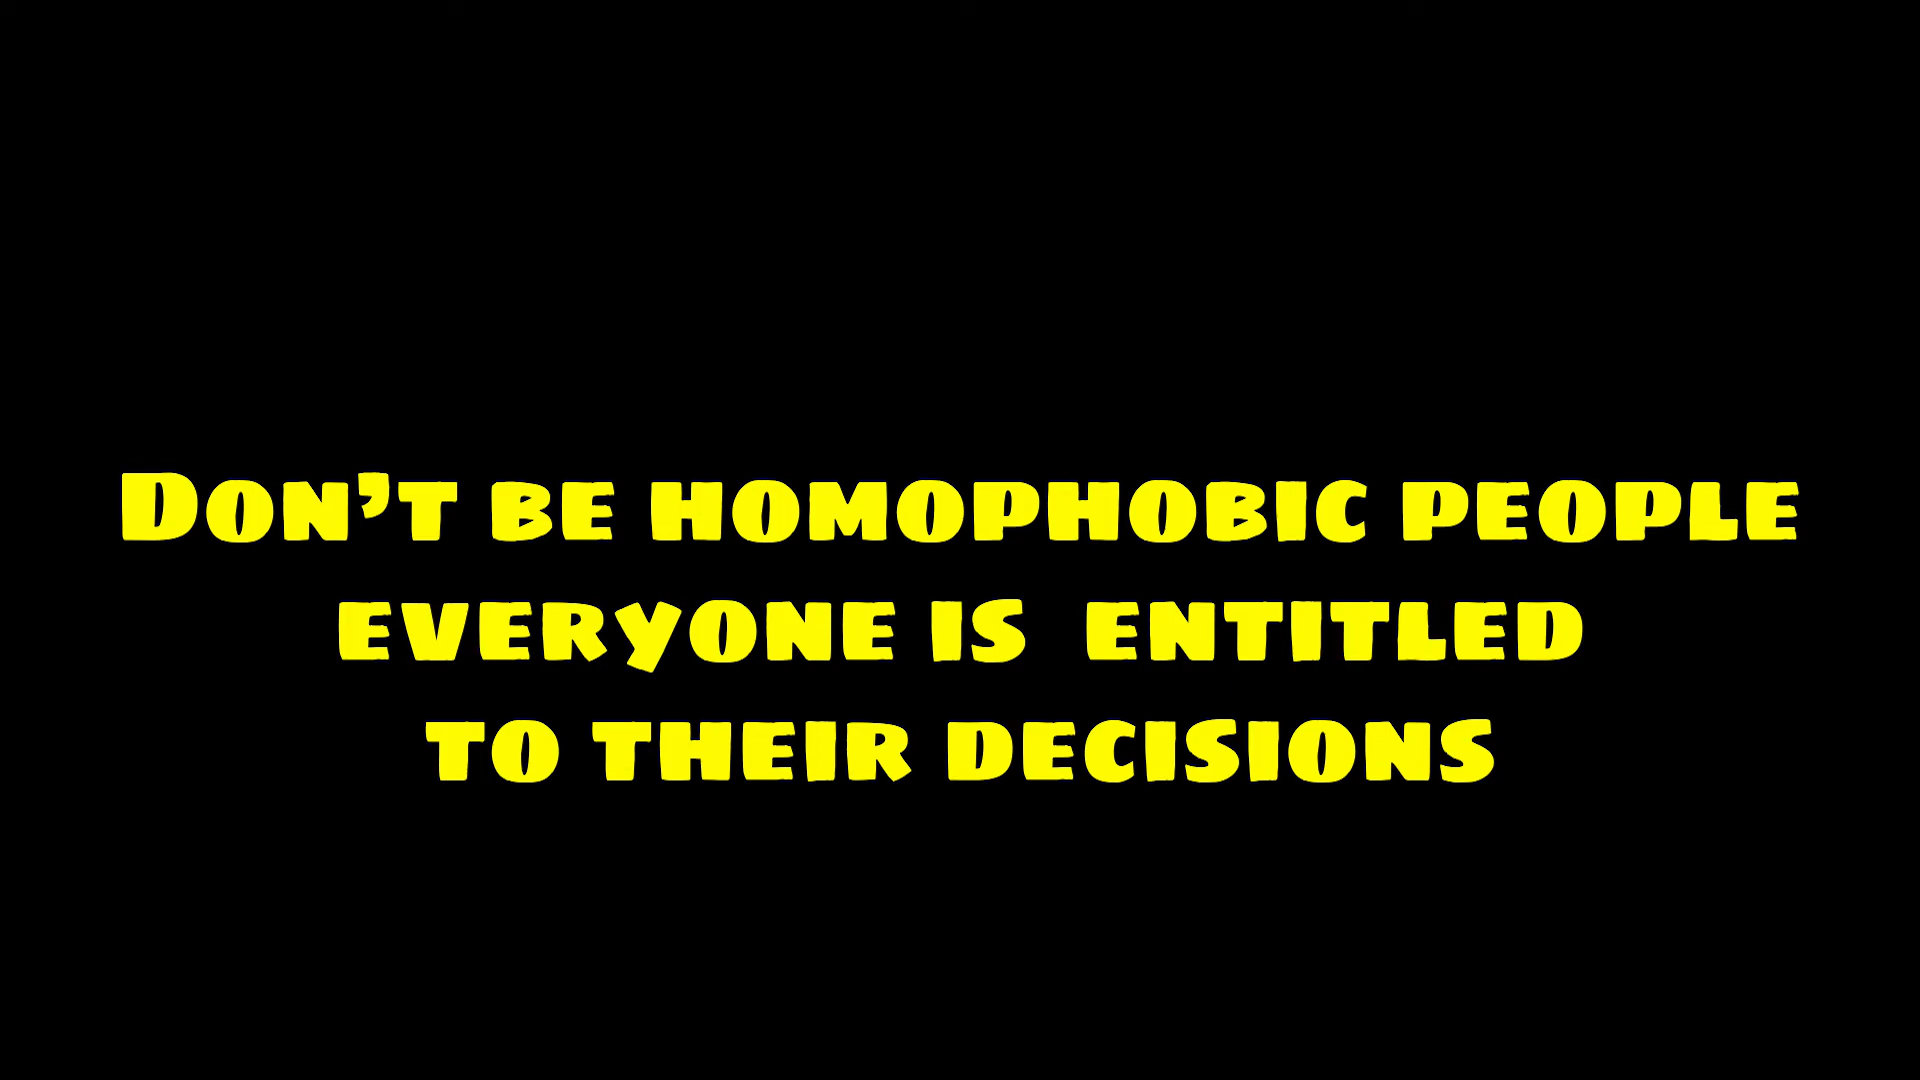 Don’t be homophobic people
everyone is  entitled
to their decisions